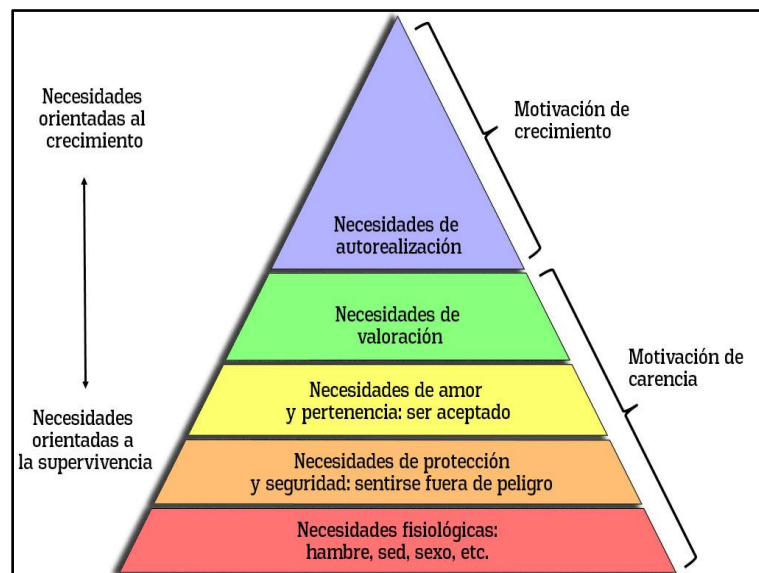 Necesidades
orientadas al
crecimiento
Motivación de
crecimiento
Necesidades de
autorealización
Necesidades de
valoración
Motivación de
carencia
Necesidades de amor
y pertenencia: ser aceptado
Necesidades
orientadas a
la supervivencia
Necesidades de protección
y seguridad: sentirse fuera de peligro
Necesidades fisiológicas:
hambre, sed, sexo, etc.